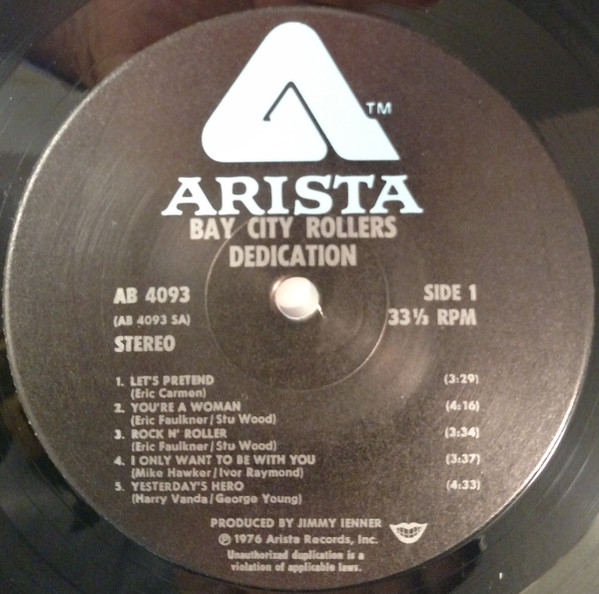 TM
ARISTA
BAY CITY ROLLERS
DEDICATION
AB 4093
SIDE 1
(AB 4093 SA)
33⅓ RPM
STEREO
1. LET'S PRETEND (3:29)
(Eric Carmen)
2. YOU'RE A WOMAN (4:16)
(Eric Faulkner/Stu Wood)
3. ROCK N' ROLLER (3:34)
(Eric Faulkner/Stu Wood)
4. I ONLY WANT TO BE WITH YOU (3:37)
(Mike Hawker/Ivor Raymond)
5. YESTERDAY'S HERO (4:33)
(Harry Vanda/George Young)
PRODUCED BY JIMMY IENNER
℗ 1976 Arista Records, Inc.
Unauthorized duplication is a
violation of applicable laws.